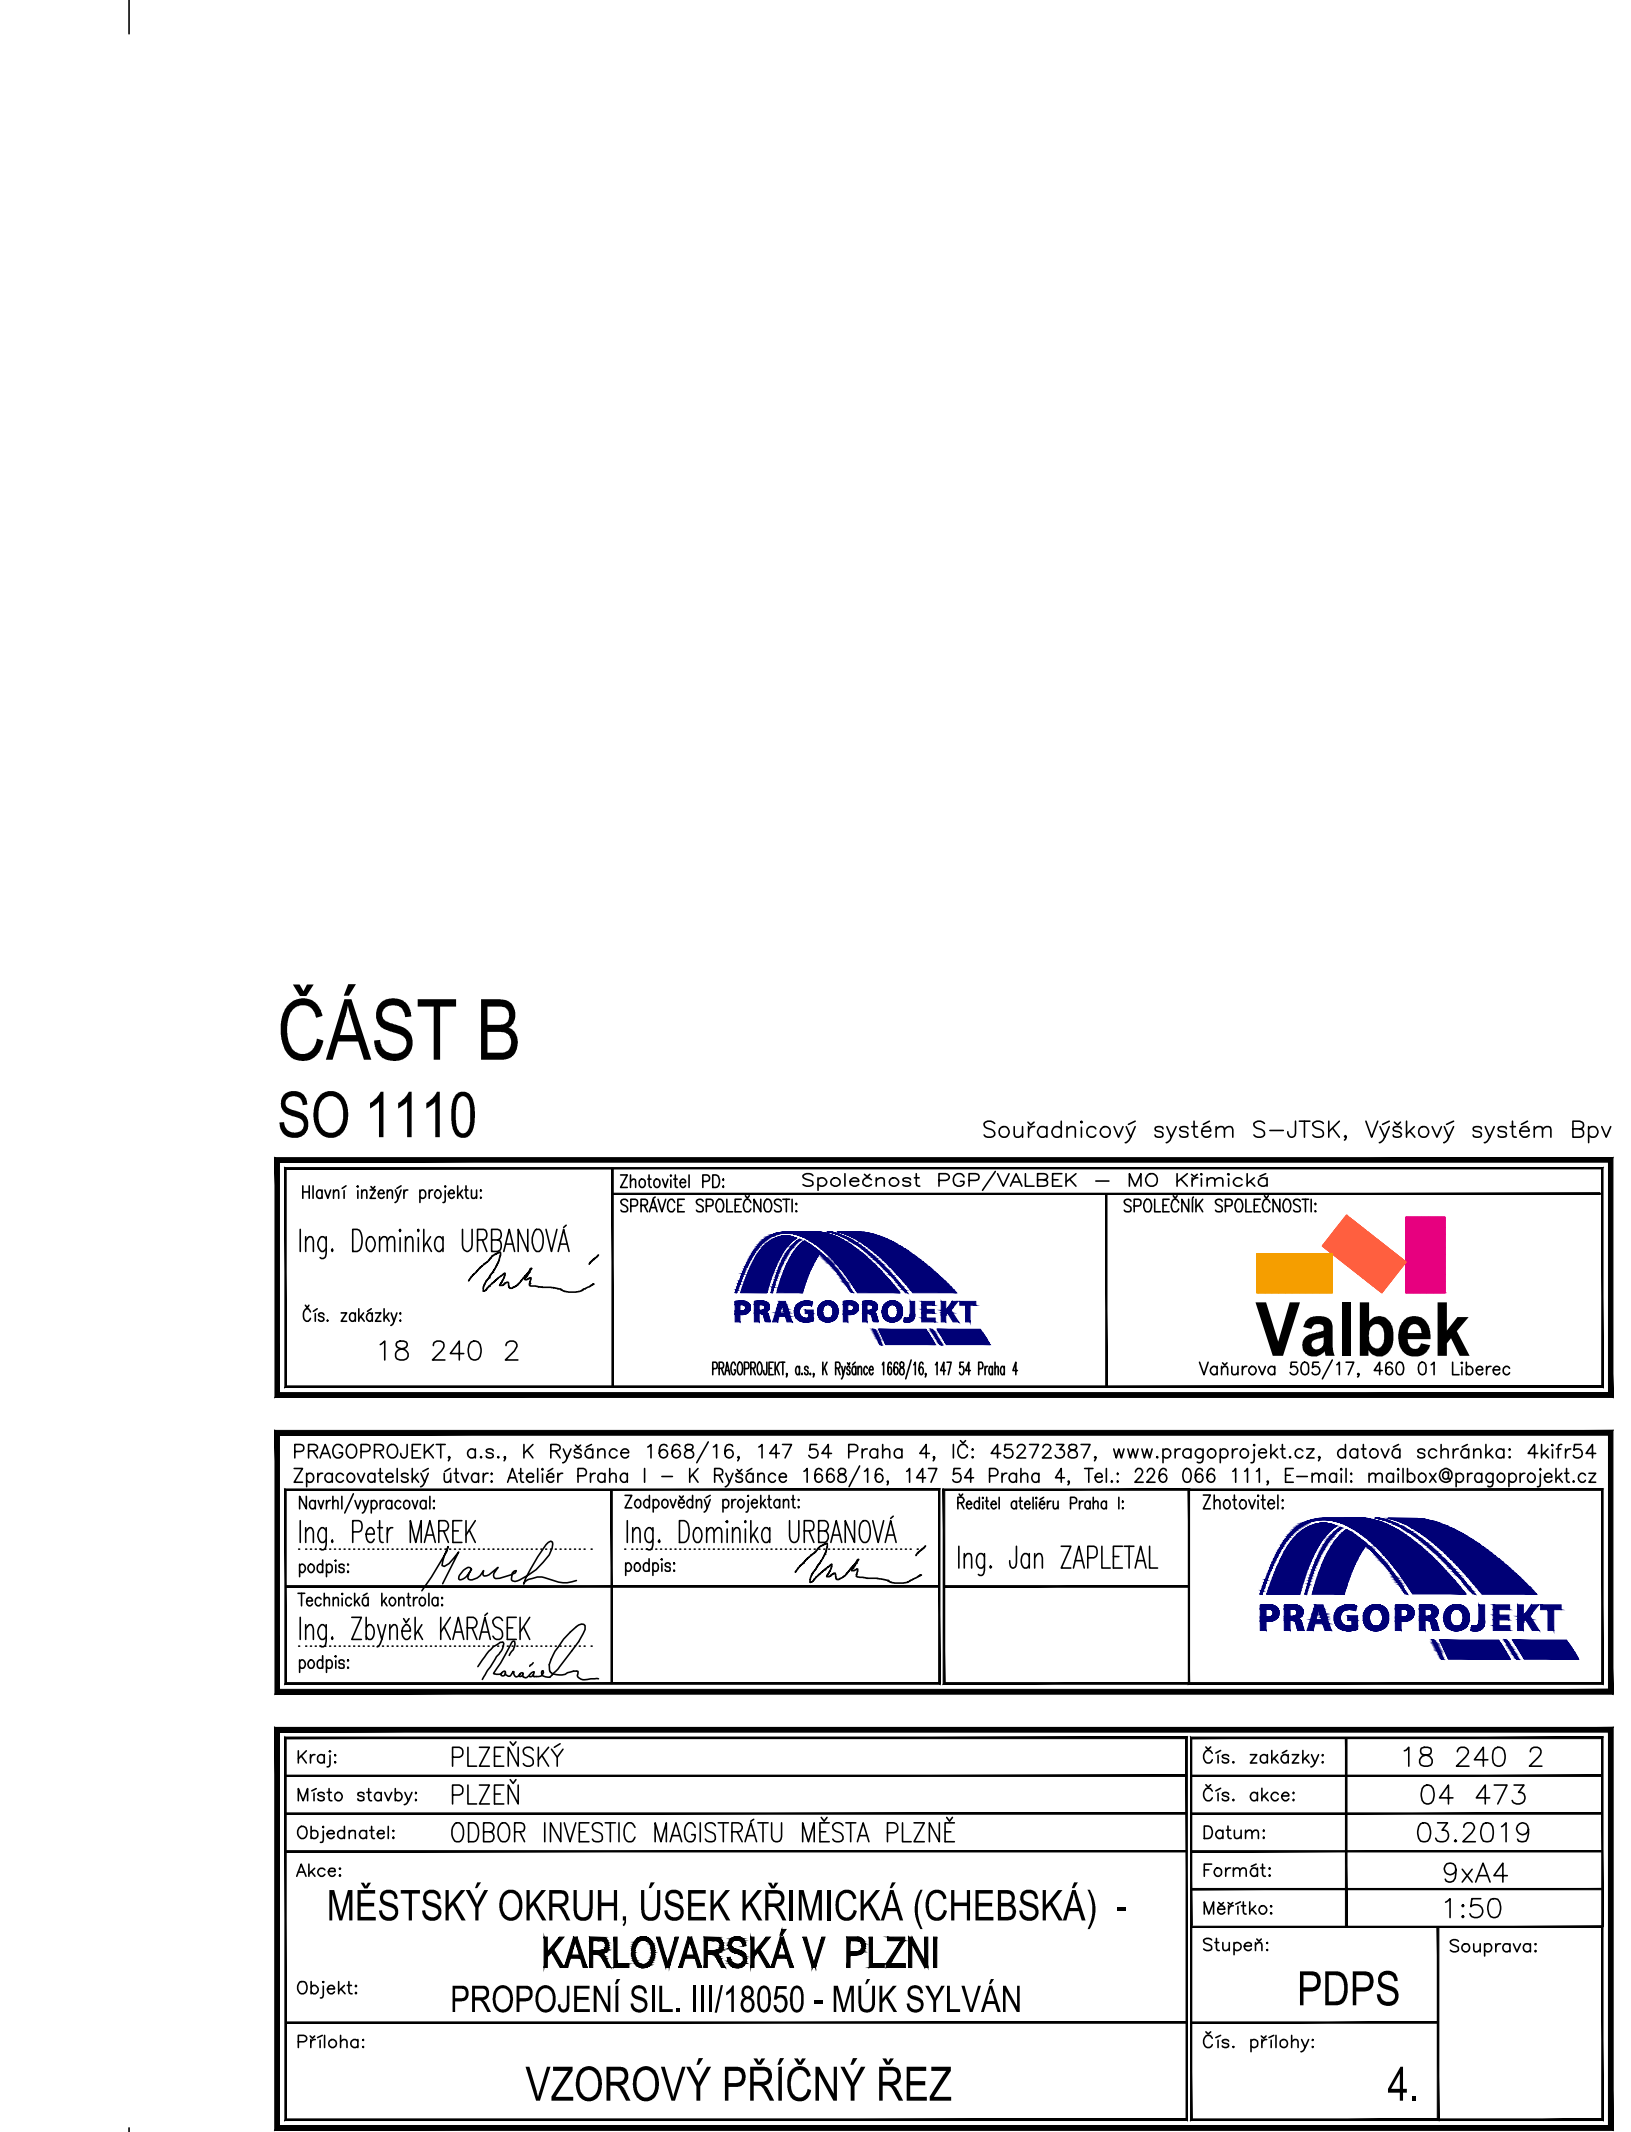 ČÁST B
SO 1110
Souřadnicový systém S-JTSK, Výškový systém Bpv
Hlavní inženýr projektu:
Ing. Dominika URBANOVÁ
Čís. zakázky:
18 240 2
Zhotovitel PD: Společnost PGP/VALBEK – MO Křimická
SPRÁVCE SPOLEČNOSTI:
PRAGOPROJEKT
PRAGOPROJEKT, a.s., K Ryšánce 1668/16, 147 54 Praha 4
SPOLEČNÍK SPOLEČNOSTI:
Valbek
Vaňurova 505/17, 460 01 Liberec
PRAGOPROJEKT, a.s., K Ryšánce 1668/16, 147 54 Praha 4, IČ: 45272387, www.pragoprojekt.cz, datová schránka: 4kifr54
Zpracovatelský útvar: Ateliér Praha I – K Ryšánce 1668/16, 147 54 Praha 4, Tel.: 226 066 111, E-mail: mailbox@pragoprojekt.cz
Navrhl/vypracoval:
Ing. Petr MAREK
podpis: Marek
Zodpovědný projektant:
Ing. Dominika URBANOVÁ
podpis:
Ředitel ateliéru Praha I:
Ing. Jan ZAPLETAL
Zhotovitel:
PRAGOPROJEKT
Technická kontrola:
Ing. Zbyněk KARÁSEK
podpis: Karásek
Kraj: PLZEŇSKÝ
Místo stavby: PLZEŇ
Objednatel: ODBOR INVESTIC MAGISTRÁTU MĚSTA PLZNĚ
Akce:
MĚSTSKÝ OKRUH, ÚSEK KŘIMICKÁ (CHEBSKÁ) -
KARLOVARSKÁ V PLZNI
Objekt: PROPOJENÍ SIL. III/18050 - MÚK SYLVÁN
Příloha:
VZOROVÝ PŘÍČNÝ ŘEZ
Čís. zakázky: 18 240 2
Čís. akce: 04 473
Datum: 03.2019
Formát: 9xA4
Měřítko: 1:50
Stupeň:
PDPS
Souprava:
Čís. přílohy:
4.